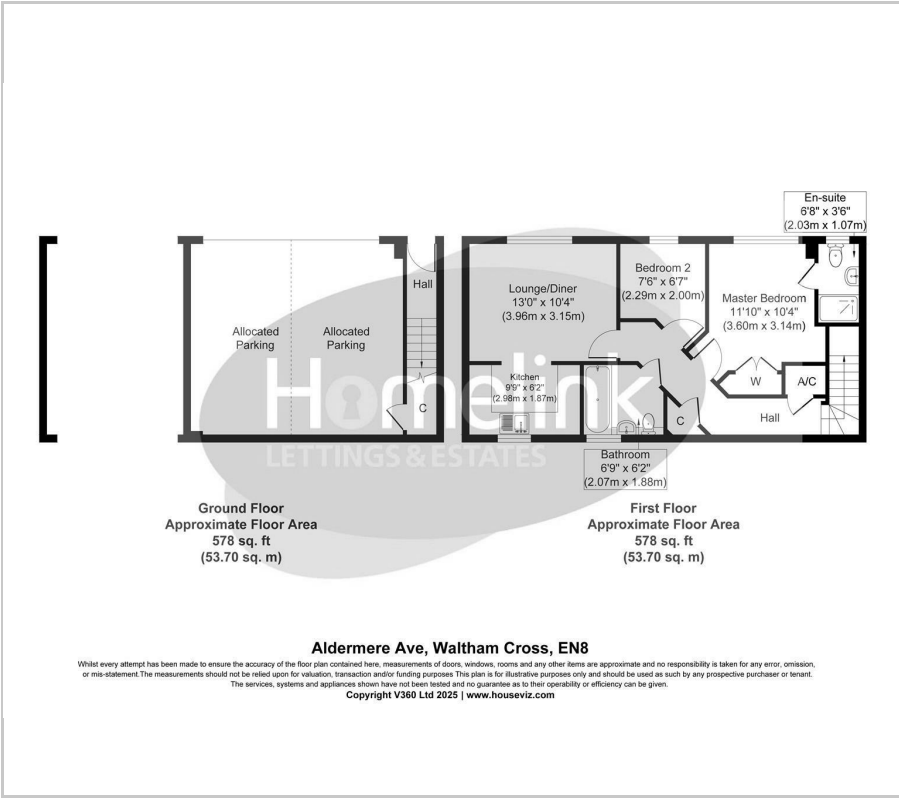 En-suite
6'8" x 3'6"
(2.03m x 1.07m)
Hall
Allocated
Parking
Allocated
Parking
C
Lounge/Diner
13'0" x 10'4"
(3.96m x 3.15m)
Bedroom 2
7'6" x 6'7"
(2.29m x 2.00m)
Master Bedroom
11'10" x 10'4"
(3.60m x 3.14m)
Kitchen
9'9" x 6'2"
(2.98m x 1.87m)
W
A/C
C
Hall
Bathroom
6'9" x 6'2"
(2.07m x 1.88m)
Homelink
LETTINGS & ESTATES
Ground Floor
Approximate Floor Area
578 sq. ft
(53.70 sq. m)
First Floor
Approximate Floor Area
578 sq. ft
(53.70 sq. m)
Aldermere Ave, Waltham Cross, EN8
Whilst every attempt has been made to ensure the accuracy of the floor plan contained here, measurements of doors, windows, rooms and any other items are approximate and no responsibility is taken for any error, omission,
or mis-statement.The measurements should not be relied upon for valuation, transaction and/or funding purposes This plan is for illustrative purposes only and should be used as such by any prospective purchaser or tenant.
The services, systems and appliances shown have not been tested and no guarantee as to their operability or efficiency can be given.
Copyright V360 Ltd 2025 | www.houseviz.com